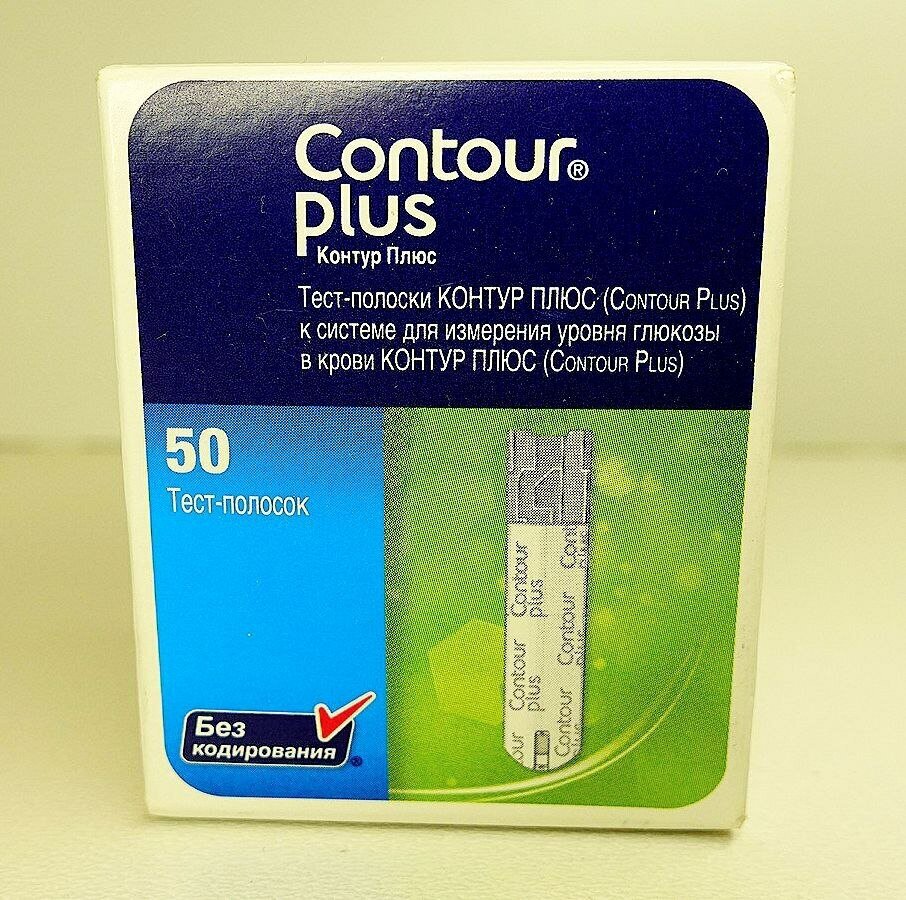 Contour®
plus
Контур Плюс
Тест-полоски КОНТУР ПЛЮС (CONTOUR PLUS)
к системе для измерения уровня глюкозы
в крови КОНТУР ПЛЮС (CONTOUR PLUS)
50
Тест-полосок
Без
кодирования®
Contour
plus
Contour
plus
Contour
Contour